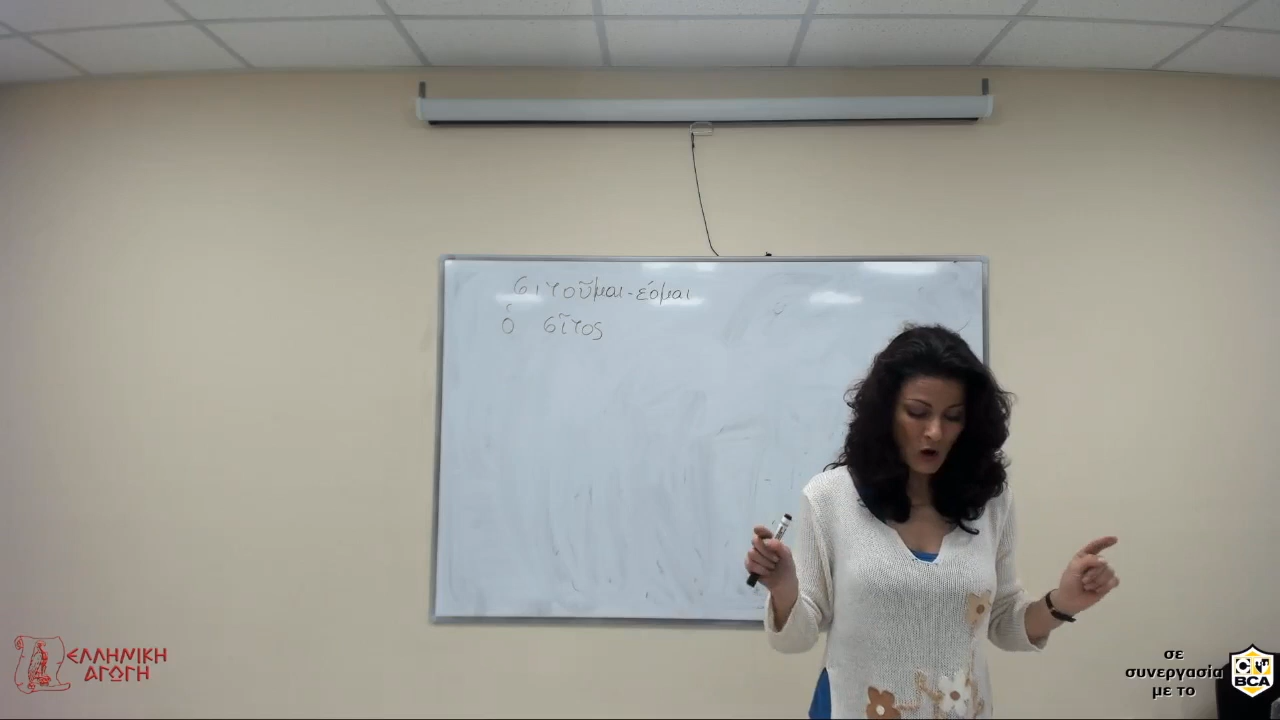 σιτοῦμαι-έομαι
ὁ σῖτος
ΕΛΛΗΝΙΚΗ
ΑΓΩΓΗ
σε
συνεργασία
με το
BCA